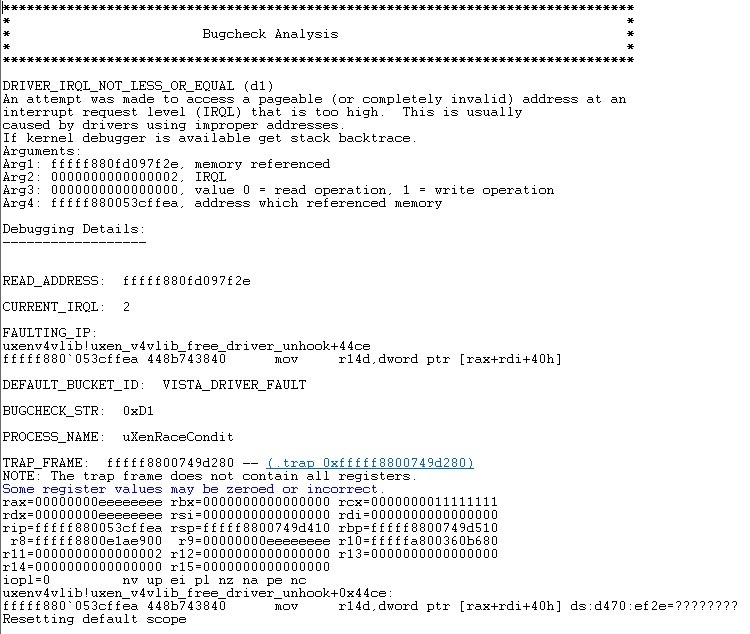 *******************************************************************************
*                                                                             *
*                        Bugcheck Analysis                                    *
*                                                                             *
*******************************************************************************
DRIVER_IRQL_NOT_LESS_OR_EQUAL (d1)
An attempt was made to access a pageable (or completely invalid) address at an
interrupt request level (IRQL) that is too high.  This is usually
caused by drivers using improper addresses.
If kernel debugger is available get stack backtrace.
Arguments:
Arg1: fffff880fd097f2e, memory referenced
Arg2: 0000000000000002, IRQL
Arg3: 0000000000000000, value 0 = read operation, 1 = write operation
Arg4: fffff880053cffea, address which referenced memory
Debugging Details:
------------------
READ_ADDRESS:  fffff880fd097f2e
CURRENT_IRQL:  2
FAULTING_IP:
uxenv4vlib!uxen_v4vlib_free_driver_unhook+44ce
fffff880`053cffea 448b743840      mov     r14d,dword ptr [rax+rdi+40h]
DEFAULT_BUCKET_ID:  VISTA_DRIVER_FAULT
BUGCHECK_STR:  0xD1
PROCESS_NAME:  uXenRaceCondit
TRAP_FRAME:  fffff8800749d280 -- (.trap 0xfffff8800749d280)
NOTE: The trap frame does not contain all registers.
Some register values may be zeroed or incorrect.
rax=00000000eeeeeeee rbx=0000000000000000 rcx=0000000011111111
rdx=00000000eeeeeeee rsi=0000000000000000 rdi=0000000000000000
rip=fffff880053cffea rsp=fffff8800749d410 rbp=fffff8800749d510
 r8=fffff8800e1ae900  r9=00000000eeeeeeee r10=fffffa800360b680
r11=0000000000000002 r12=0000000000000000 r13=0000000000000000
r14=0000000000000000 r15=0000000000000000
iopl=0         nv up ei pl nz na pe nc
uxenv4vlib!uxen_v4vlib_free_driver_unhook+0x44ce:
fffff880`053cffea 448b743840      mov     r14d,dword ptr [rax+rdi+40h] ds:d470:ef2e=????????
Resetting default scope